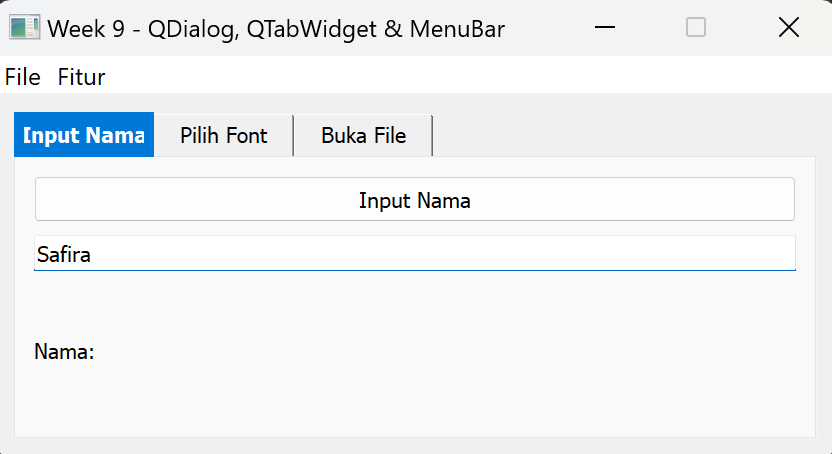 Week 9 - QDialog, QTabWidget & MenuBar
File Fitur
Input Nama Pilih Font Buka File
Input Nama
Safira
Nama: